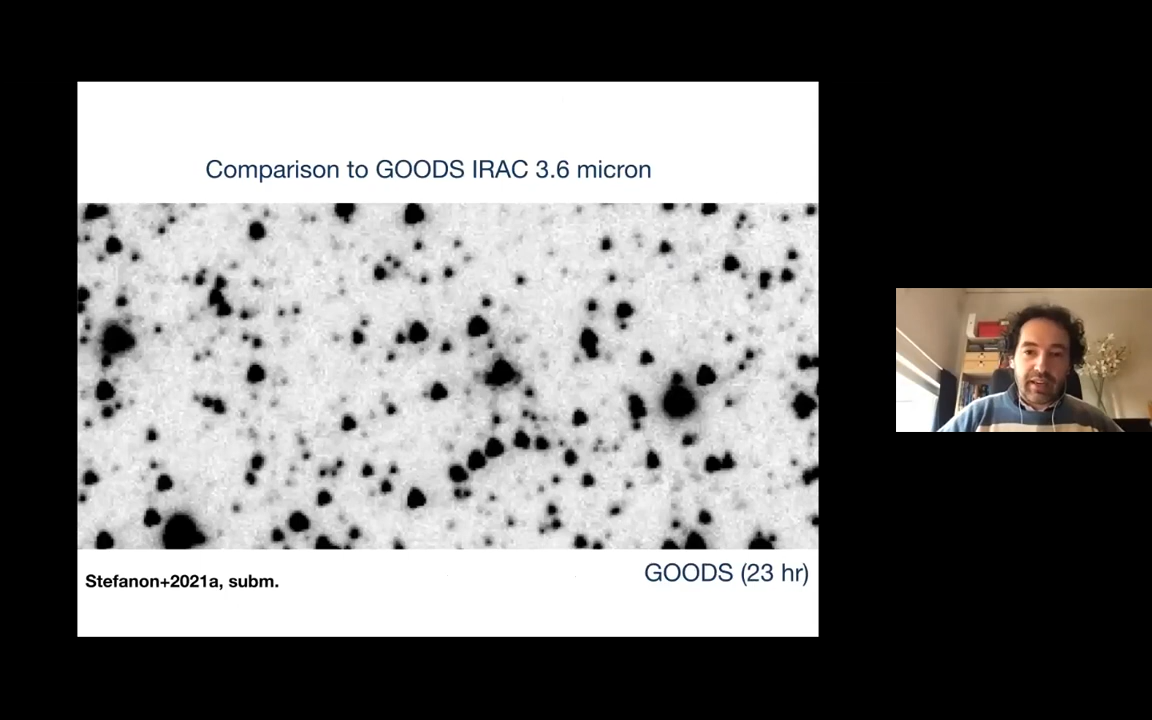 Comparison to GOODS IRAC 3.6 micron
Stefanon+2021a, subm.
GOODS (23 hr)